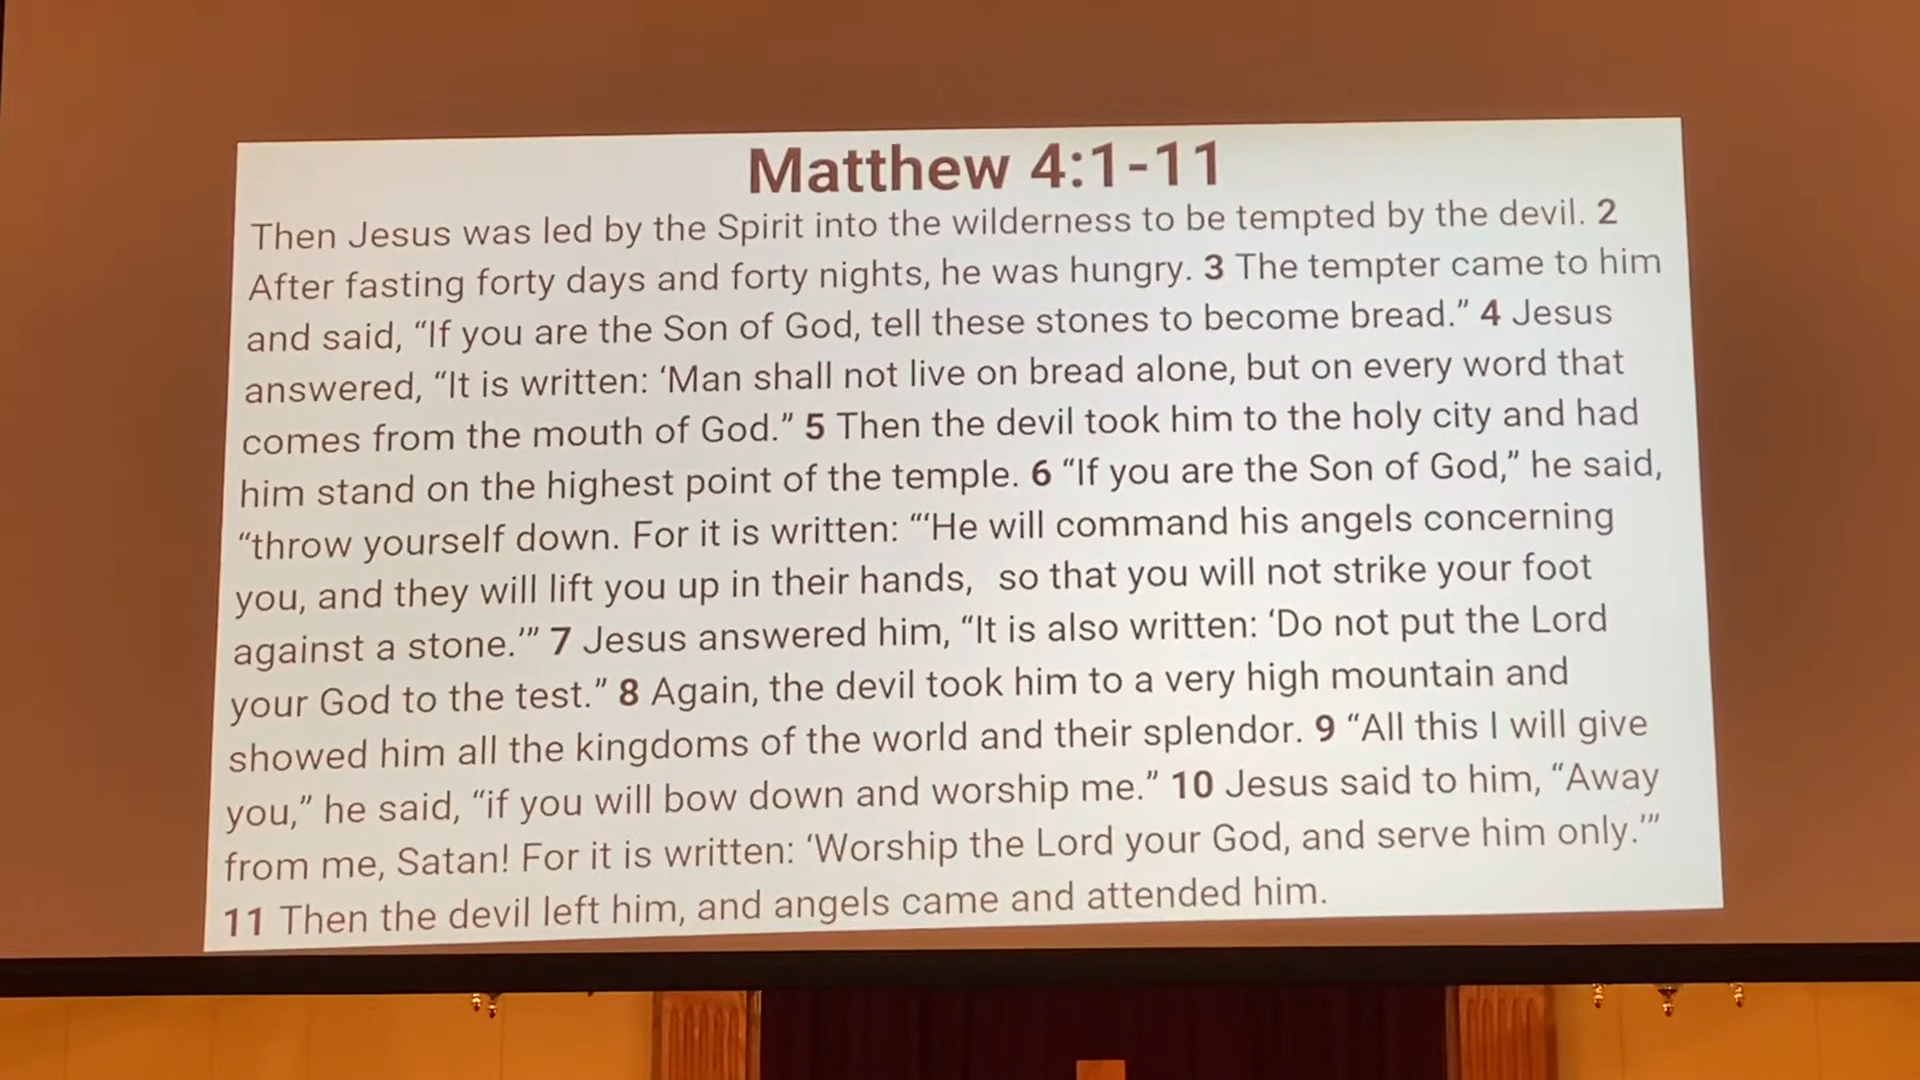 Matthew 4:1-11
Then Jesus was led by the Spirit into the wilderness to be tempted by the devil. 2
After fasting forty days and forty nights, he was hungry. 3 The tempter came to him
and said, “If you are the Son of God, tell these stones to become bread.” 4 Jesus
answered, “It is written: ‘Man shall not live on bread alone, but on every word that
comes from the mouth of God.” 5 Then the devil took him to the holy city and had
him stand on the highest point of the temple. 6 “If you are the Son of God,” he said,
“throw yourself down. For it is written: “‘He will command his angels concerning
you, and they will lift you up in their hands,  so that you will not strike your foot
against a stone.’” 7 Jesus answered him, “It is also written: ‘Do not put the Lord
your God to the test.” 8 Again, the devil took him to a very high mountain and
showed him all the kingdoms of the world and their splendor. 9 “All this I will give
you,” he said, “if you will bow down and worship me.” 10 Jesus said to him, “Away
from me, Satan! For it is written: ‘Worship the Lord your God, and serve him only.’”
11 Then the devil left him, and angels came and attended him.